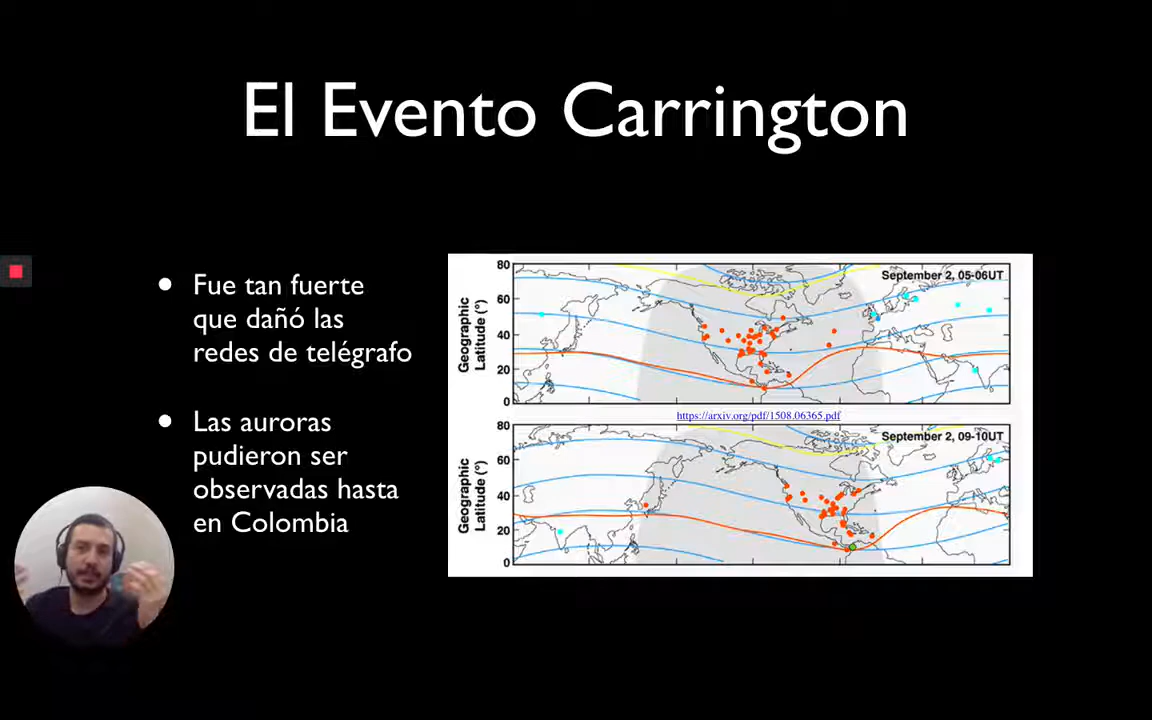 El Evento Carrington
Fue tan fuerte
que dañó las
redes de telégrafo
Las auroras
pudieron ser
observadas hasta
en Colombia
80
60
40
20
0
Geographic
Latitude (°)
September 2, 05-06UT
https://arxiv.org/pdf/1508.06365.pdf
80
60
40
20
0
Geographic
Latitude (°)
September 2, 09-10UT